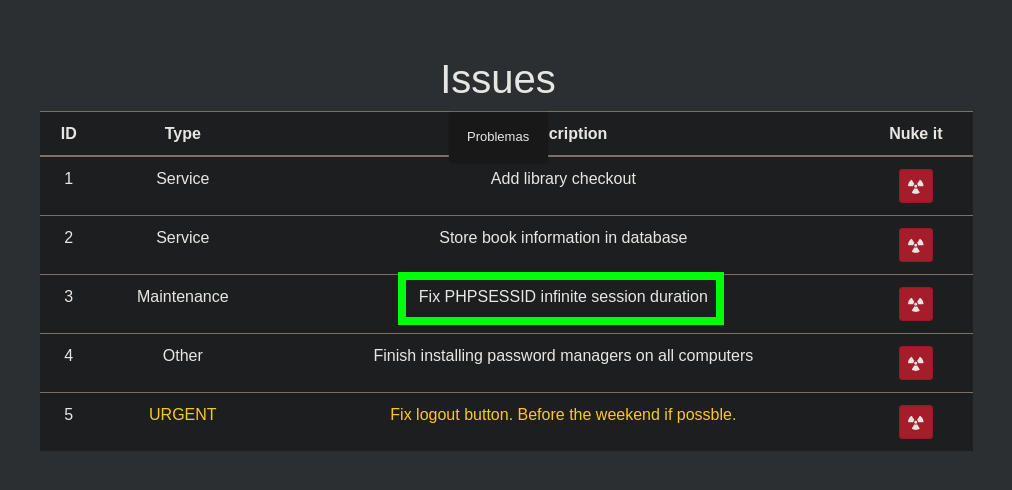 Issues
ID Type cription Nuke it
Problemas
1 Service Add library checkout
2 Service Store book information in database
3 Maintenance Fix PHPSESSID infinite session duration
4 Other Finish installing password managers on all computers
5 URGENT Fix logout button. Before the weekend if possble.